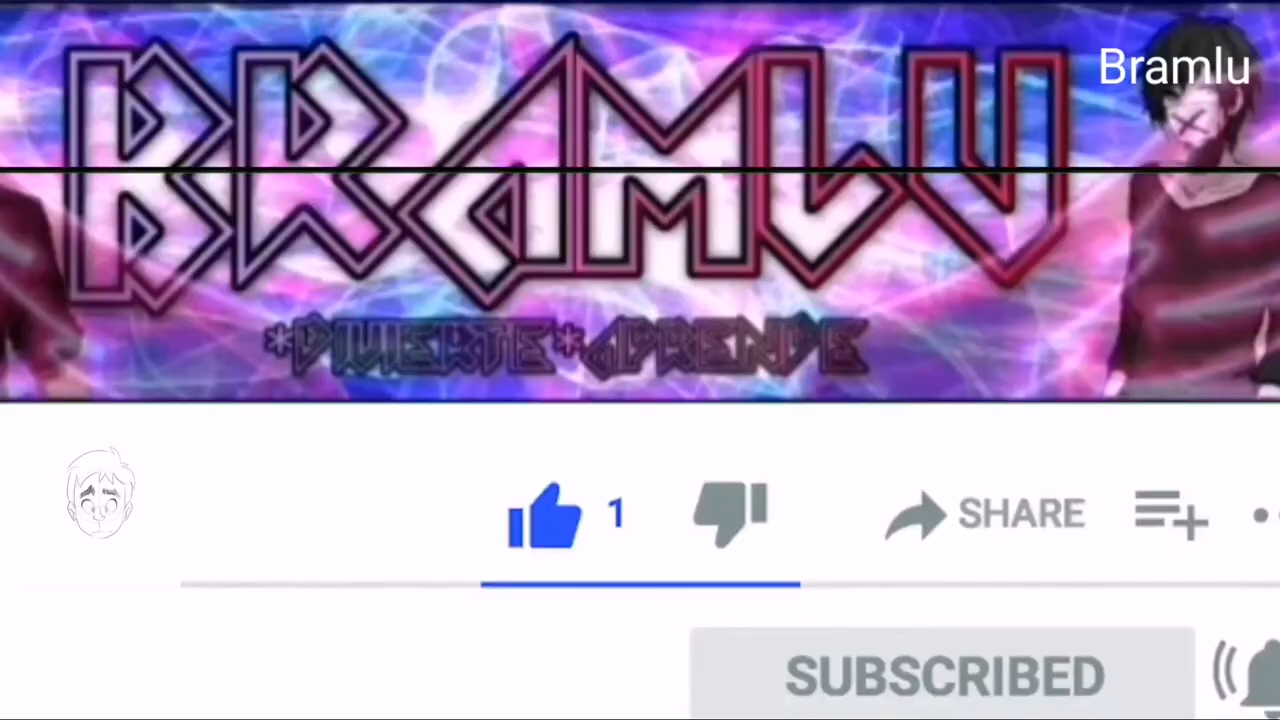 BRAMLU
Bramlu
*DIVIERTE*APRENDE
1
SHARE
SUBSCRIBED